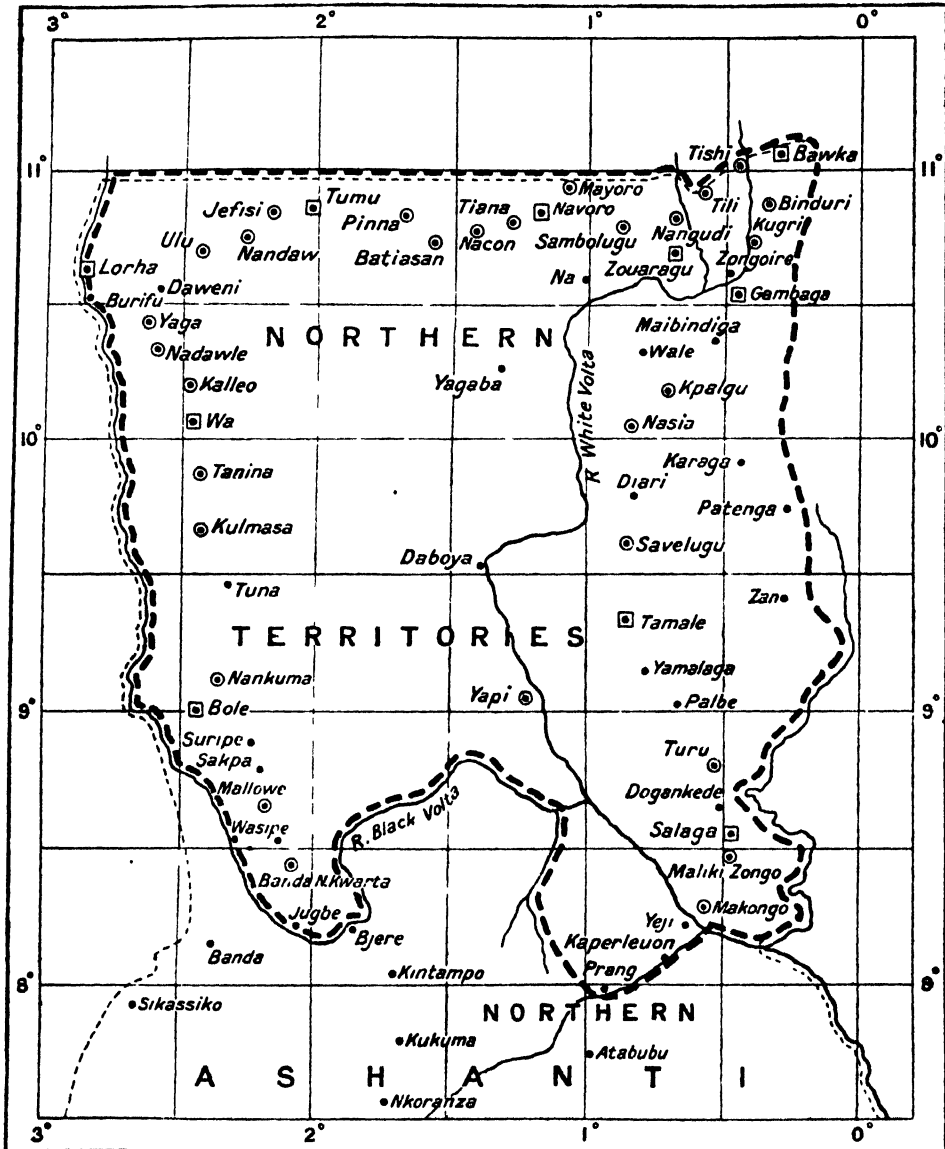 3° 2° 1° 0°
Tishi Bawka
11° 11°
Mayoro Tili
Jefisi Tumu Pinna Tiana Navoro Binduri
Ulu Nandaw Batiasan Nacon Sambolugu Nangudi Kugri
Lorha Na Zouaragu Zongoire
Daweni
Burifu Gambaga
Yaga Maibindiga
NORTHERN
Nadawle Wale
Kalleo Yagaba Kpalgu
R White Volta
Wa Nasia
10° 10°
Tanina Karaga
Diari
Patenga
Kulmasa Savelugu
Daboya
Tuna Zan
Tamale
TERRITORIES
Nankuma Yamalaga
Bole Yapi Palbe
9° 9°
Suripe Turu
Sakpa
Mallowe Dogankede
R. Black Volta
Wasipe Salaga
Banda N.Kwarta Maliki Zongo
Jugbe Makongo
Bjere Yeji
Banda Kaperleuon
Kintampo Prang
8° 8°
Sikassiko NORTHERN
Kukuma Atabubu
ASHANTI
Nkoranza
3° 2° 1° 0°